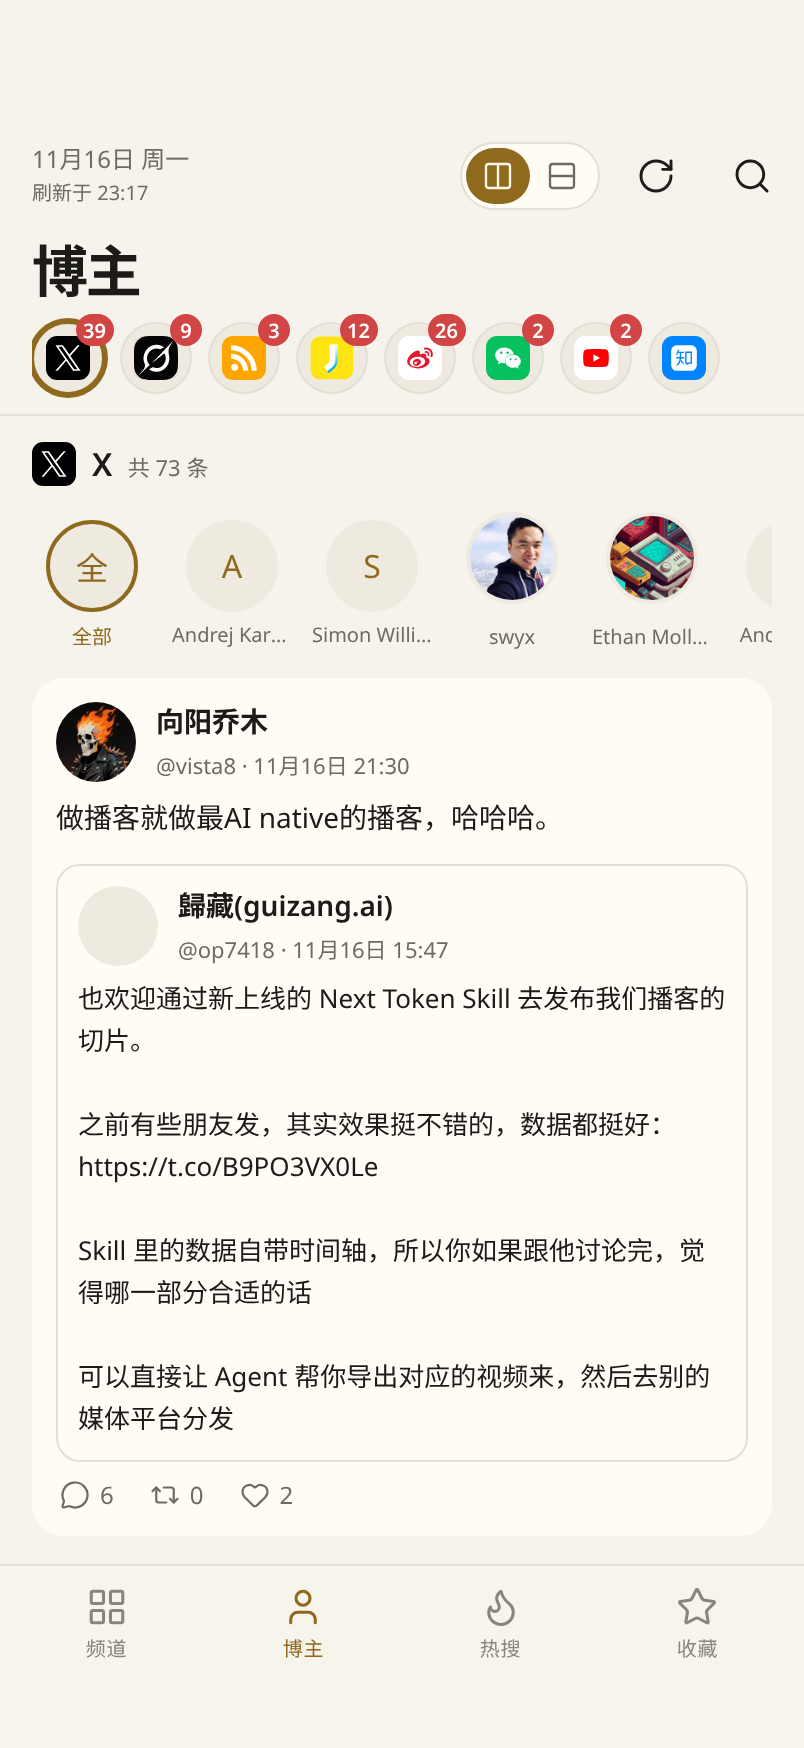 11月16日 周一
刷新于 23:17
博主
39
9
3
12
26
2
2
知
X 共 73 条
全
A
S
全部
Andrej Kar...
Simon Willi...
swyx
Ethan Moll...
Anc
向阳乔木
@vista8 · 11月16日 21:30
做播客就做最AI native的播客，哈哈哈。
歸藏(guizang.ai)
@op7418 · 11月16日 15:47
也欢迎通过新上线的 Next Token Skill 去发布我们播客的
切片。
之前有些朋友发，其实效果挺不错的，数据都挺好：
https://t.co/B9PO3VX0Le
Skill 里的数据自带时间轴，所以你如果跟他讨论完，觉
得哪一部分合适的话
可以直接让 Agent 帮你导出对应的视频来，然后去别的
媒体平台分发
6
0
2
频道
博主
热搜
收藏